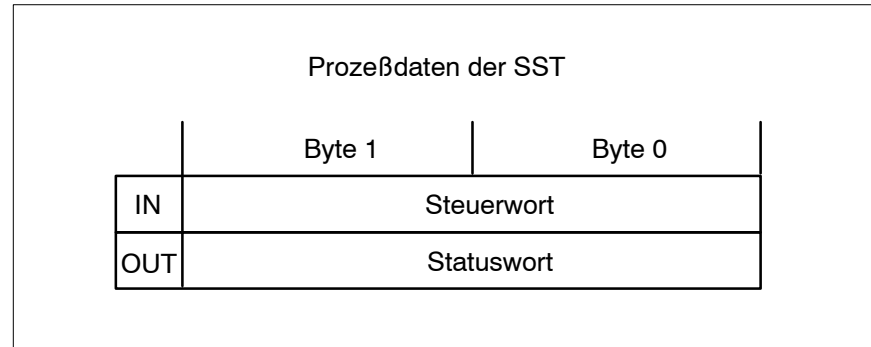 Prozeßdaten der SST
Byte 1 Byte 0
IN Steuerwort
OUT Statuswort